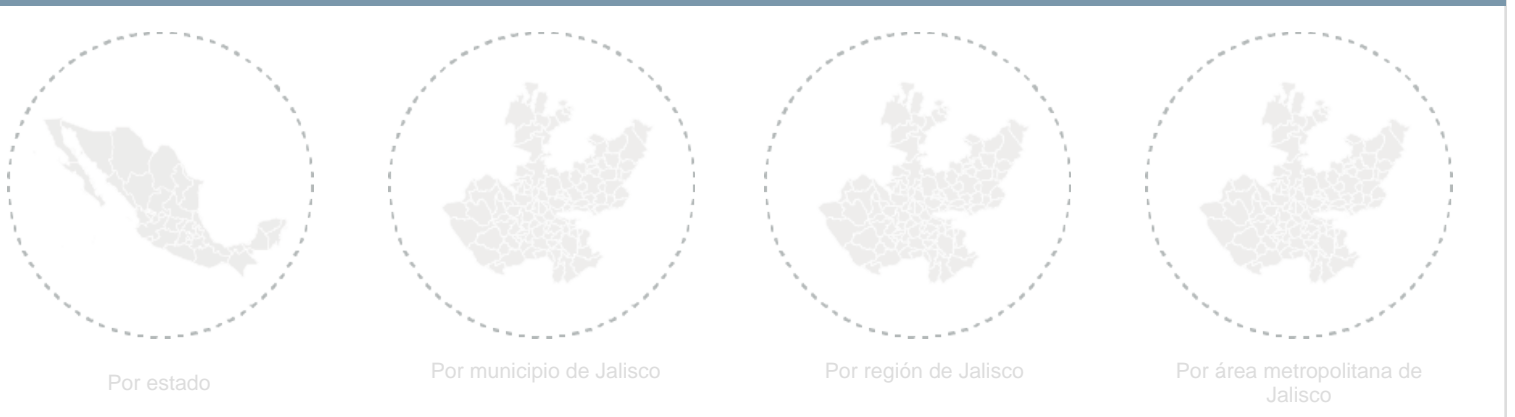 Por estado
Por municipio de Jalisco
Por región de Jalisco
Por área metropolitana de
Jalisco